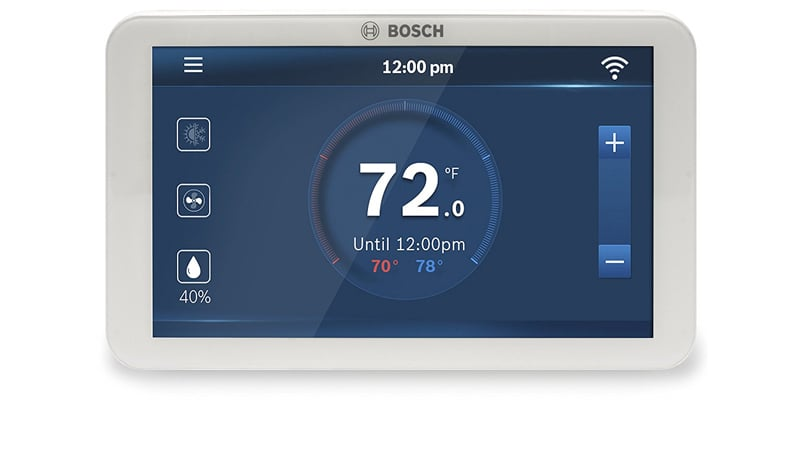 BOSCH
12:00 pm
72.0 °F
Until 12:00pm
70° 78°
+
−
40%